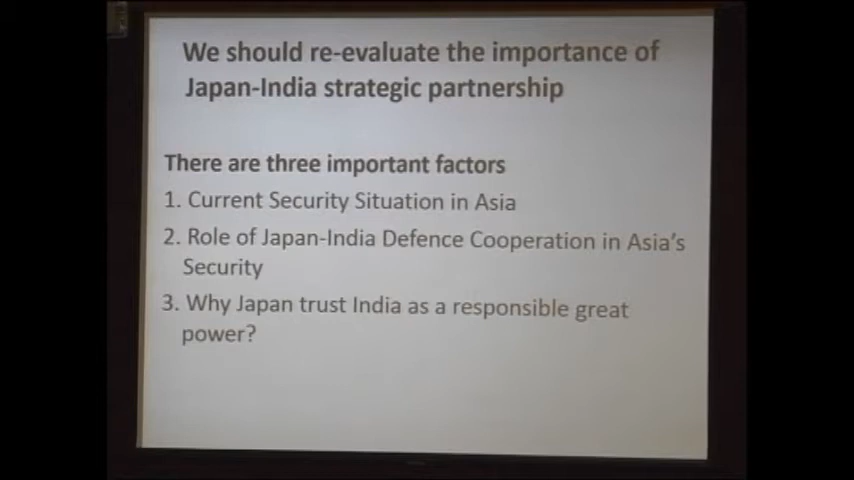 We should re-evaluate the importance of
Japan-India strategic partnership
There are three important factors
1. Current Security Situation in Asia
2. Role of Japan-India Defence Cooperation in Asia's
Security
3. Why Japan trust India as a responsible great
power?